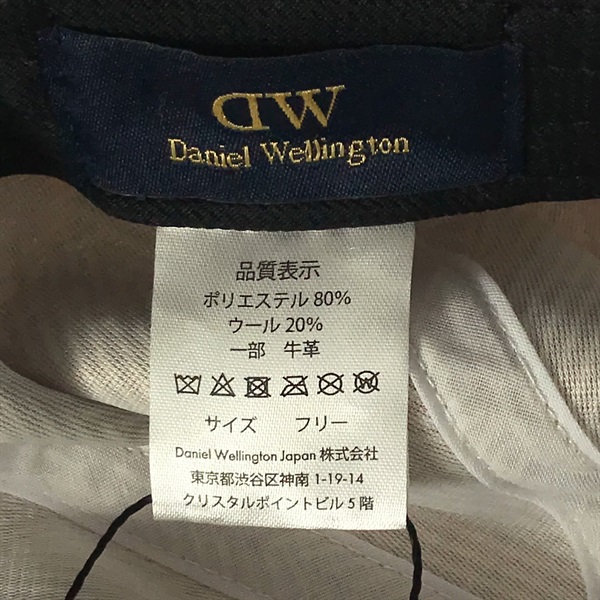 DW
Daniel Wellington
品質表示
ポリエステル 80%
ウール 20%
一部 牛革
サイズ フリー
Daniel Wellington Japan 株式会社
東京都渋谷区神南 1-19-14
クリスタルポイントビル 5 階